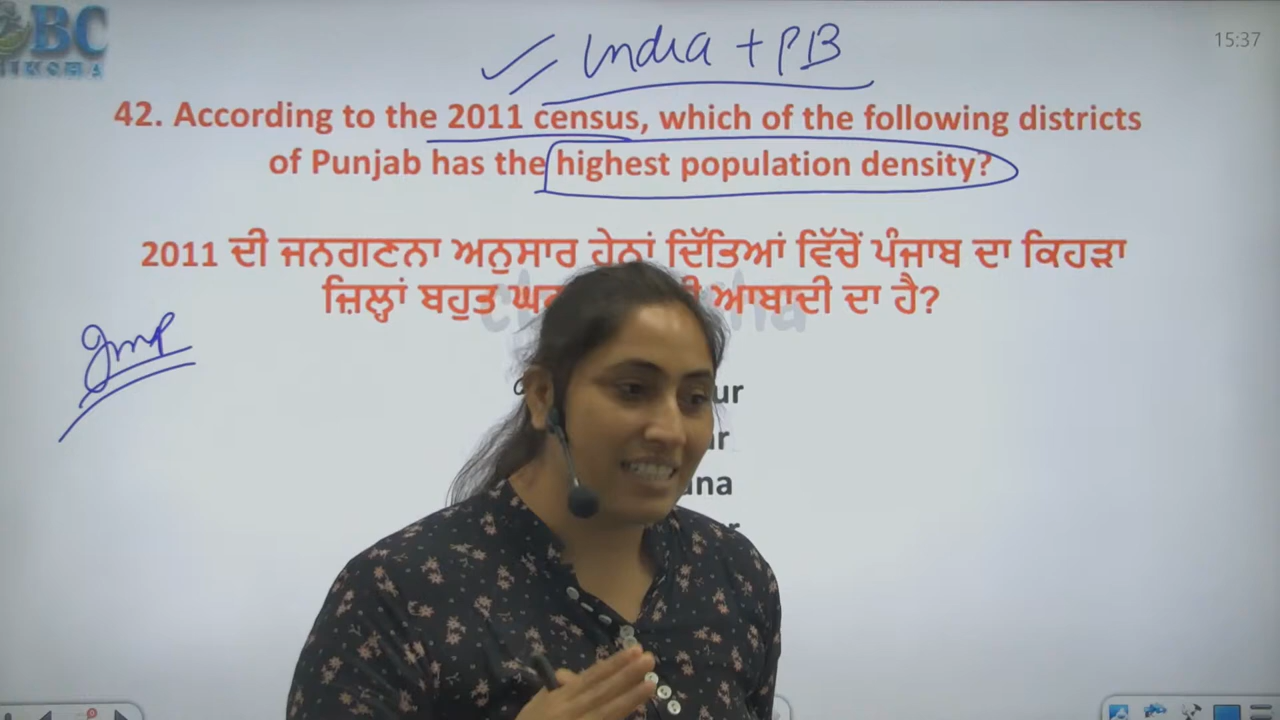 BC
15:37
India + PB
42. According to the 2011 census, which of the following districts
of Punjab has the highest population density?
2011 ਦੀ ਜਨਗਣਨਾ ਅਨੁਸਾਰ ਹੇਠਾਂ ਦਿੱਤਿਆਂ ਵਿੱਚੋਂ ਪੰਜਾਬ ਦਾ ਕਿਹੜਾ
ਜ਼ਿਲ੍ਹਾਂ ਬਹੁਤ ਆਬਾਦੀ ਦਾ ਹੈ?
Imp